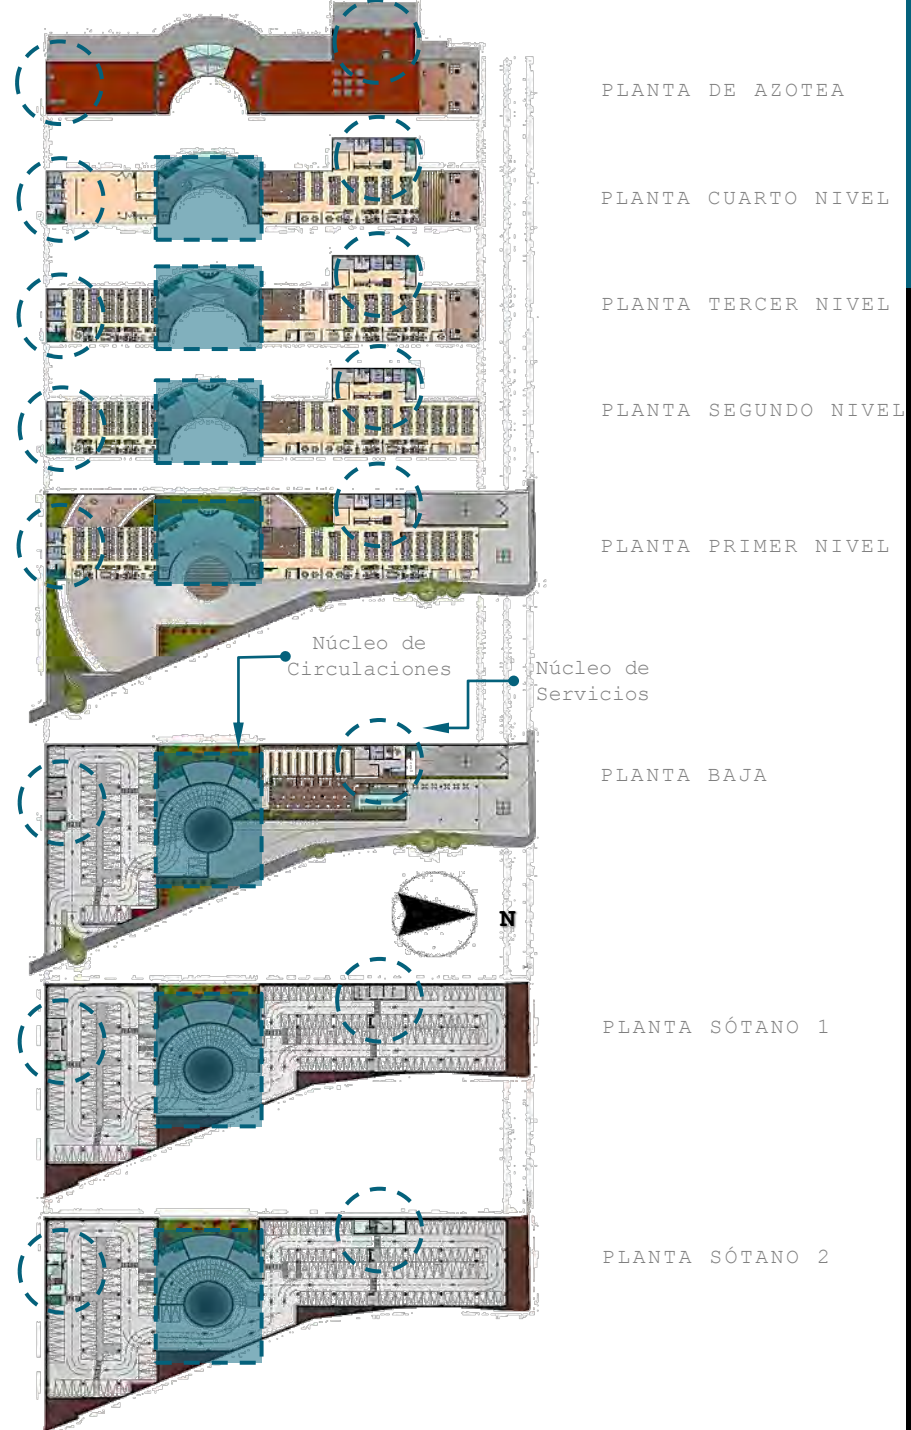 PLANTA DE AZOTEA
PLANTA CUARTO NIVEL
PLANTA TERCER NIVEL
PLANTA SEGUNDO NIVEL
PLANTA PRIMER NIVEL
Núcleo de
Circulaciones
Núcleo de
Servicios
PLANTA BAJA
N
PLANTA SÓTANO 1
PLANTA SÓTANO 2